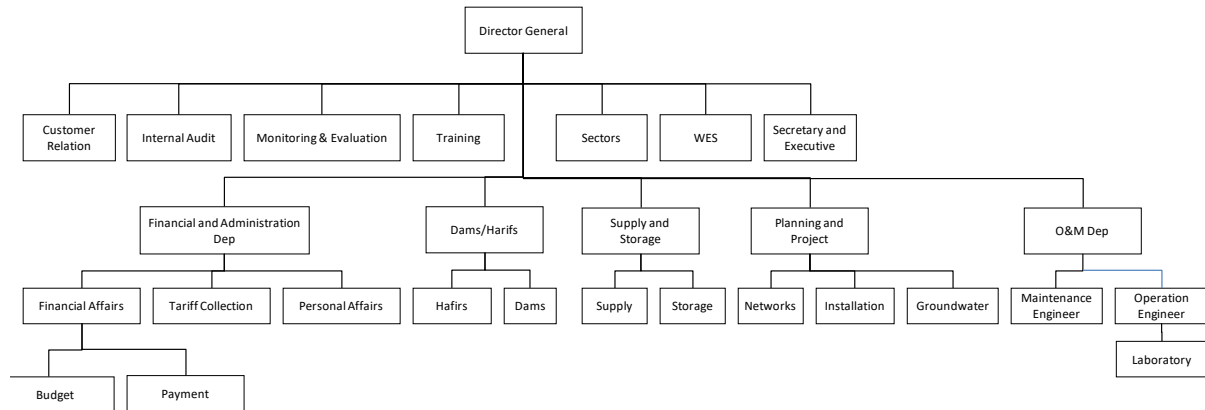 Director General
Customer
Relation
Internal Audit
Monitoring & Evaluation
Training
Sectors
WES
Secretary and
Executive
Financial and Administration
Dep
Dams/Harifs
Supply and
Storage
Planning and
Project
O&M Dep
Financial Affairs
Tariff Collection
Personal Affairs
Hafirs
Dams
Supply
Storage
Networks
Installation
Groundwater
Maintenance
Engineer
Operation
Engineer
Laboratory
Budget
Payment